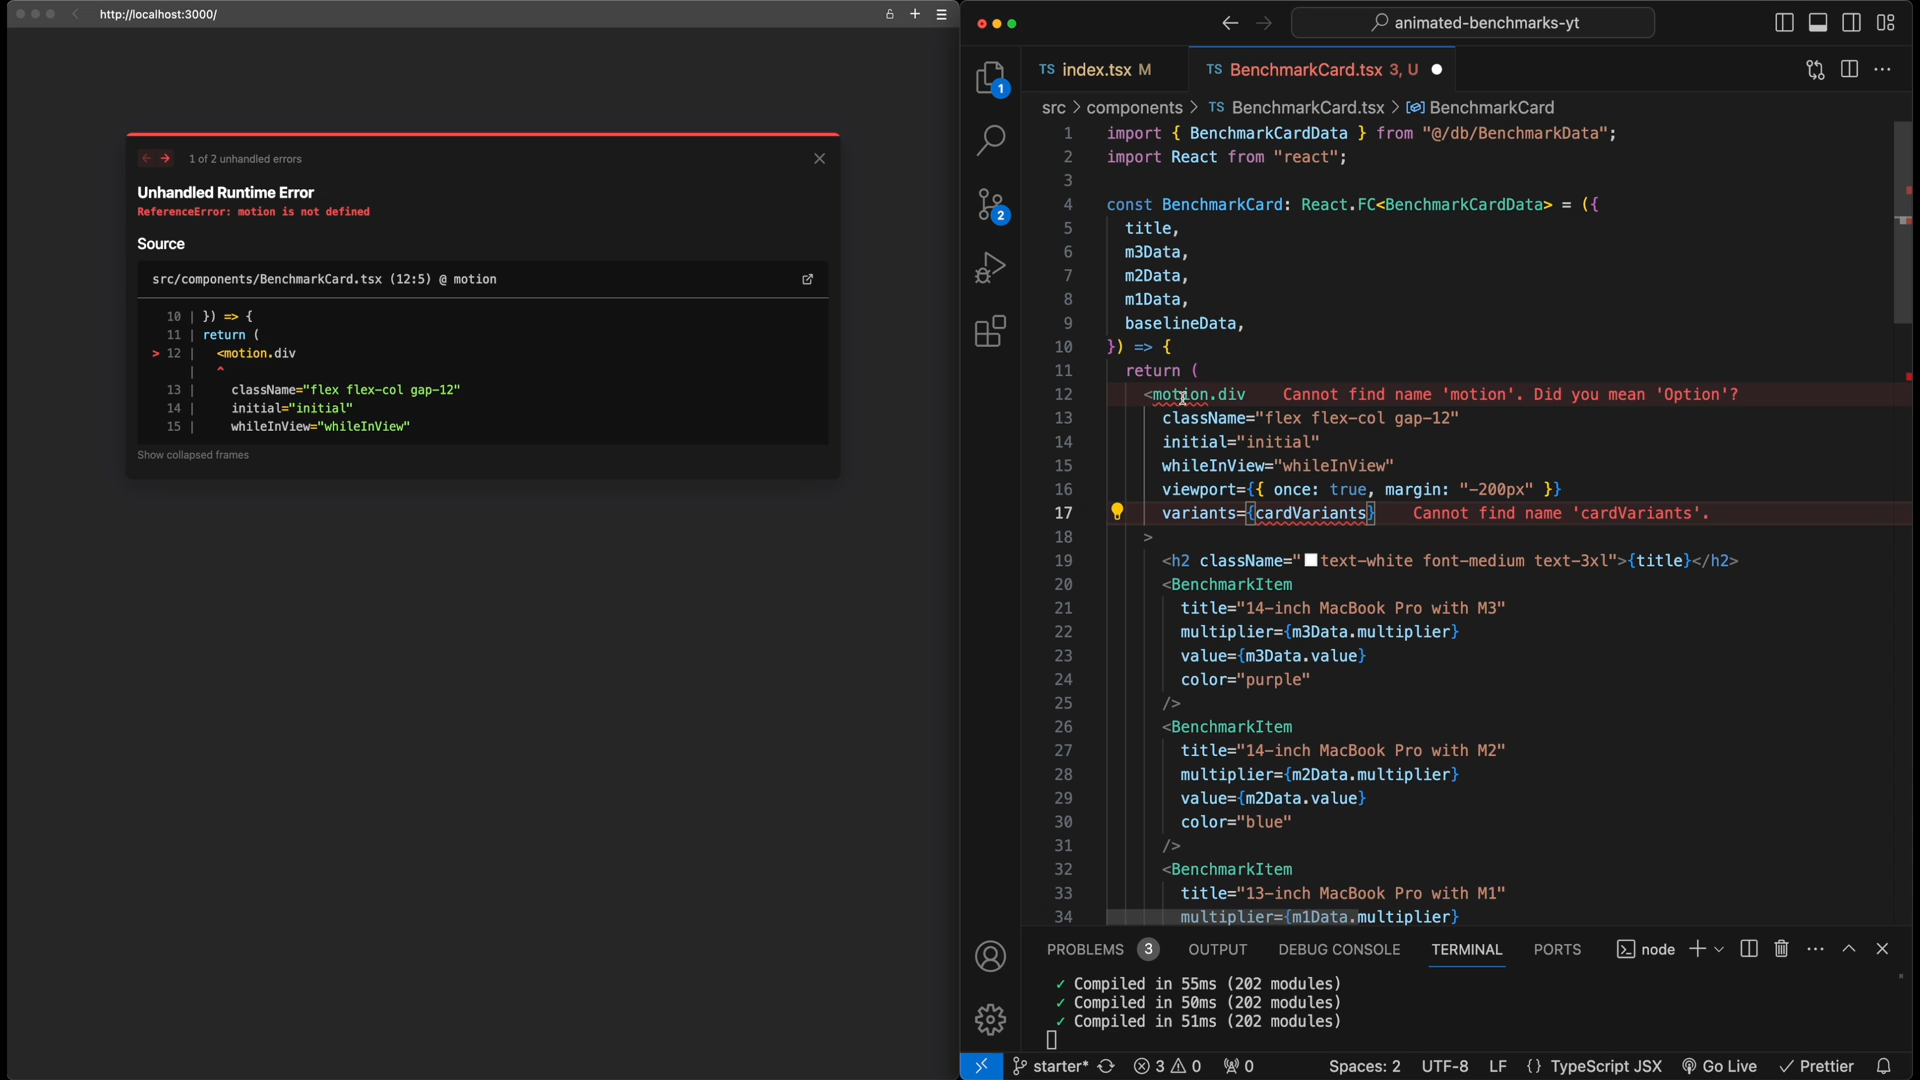 http://localhost:3000/
1 of 2 unhandled errors
Unhandled Runtime Error
ReferenceError: motion is not defined
Source
src/components/BenchmarkCard.tsx (12:5) @ motion
10 | }) => {
11 | return (
> 12 | <motion.div
| ^
13 | className="flex flex-col gap-12"
14 | initial="initial"
15 | whileInView="whileInView"
Show collapsed frames
animated-benchmarks-yt
TS index.tsx M
TS BenchmarkCard.tsx 3, U
src > components > TS BenchmarkCard.tsx > BenchmarkCard
1
2
1 import { BenchmarkCardData } from "@/db/BenchmarkData";
2 import React from "react";
3
4 const BenchmarkCard: React.FC<BenchmarkCardData> = ({
5 title,
6 m3Data,
7 m2Data,
8 m1Data,
9 baselineData,
10 }) => {
11 return (
12 <motion.div Cannot find name 'motion'. Did you mean 'Option'?
13 className="flex flex-col gap-12"
14 initial="initial"
15 whileInView="whileInView"
16 viewport={{ once: true, margin: "-200px" }}
17 variants={cardVariants} Cannot find name 'cardVariants'.
18 >
19 <h2 className="text-white font-medium text-3xl">{title}</h2>
20 <BenchmarkItem
21 title="14-inch MacBook Pro with M3"
22 multiplier={m3Data.multiplier}
23 value={m3Data.value}
24 color="purple"
25 />
26 <BenchmarkItem
27 title="14-inch MacBook Pro with M2"
28 multiplier={m2Data.multiplier}
29 value={m2Data.value}
30 color="blue"
31 />
32 <BenchmarkItem
33 title="13-inch MacBook Pro with M1"
34 multiplier={m1Data.multiplier}
PROBLEMS 3 OUTPUT DEBUG CONSOLE TERMINAL PORTS node
✓ Compiled in 55ms (202 modules)
✓ Compiled in 50ms (202 modules)
✓ Compiled in 51ms (202 modules)
starter* 3 0 0 Spaces: 2 UTF-8 LF {} TypeScript JSX Go Live ✓ Prettier